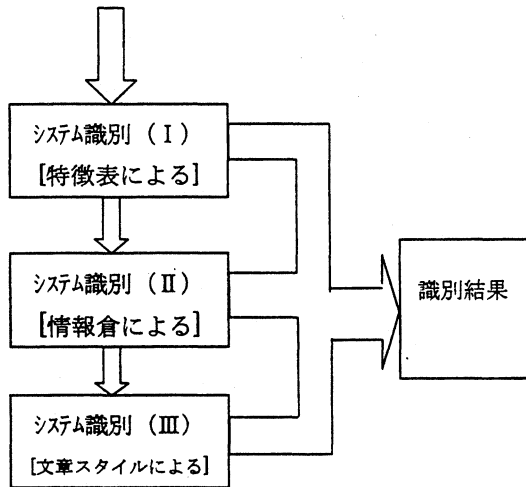 システム識別（Ⅰ）
[特徴表による]
システム識別（Ⅱ）
[情報倉による]
識別結果
システム識別（Ⅲ）
[文章スタイルによる]